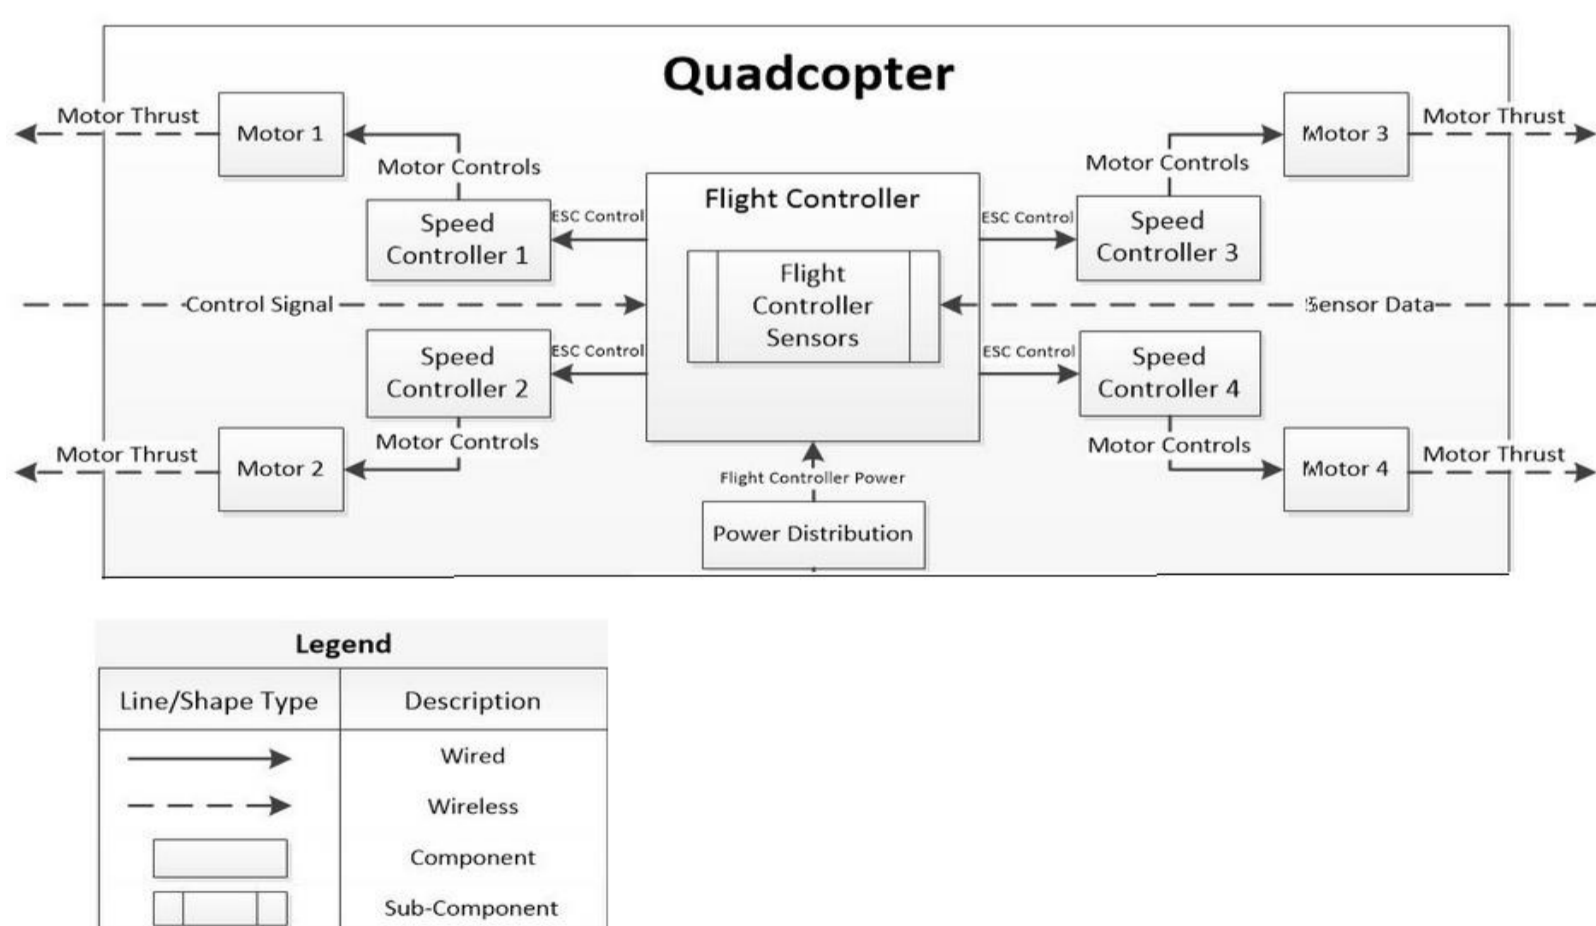 Quadcopter
Motor Thrust
Motor 1
Motor Controls
Speed
Controller 1
ESC Control
Flight Controller
Flight
Controller
Sensors
ESC Control
Speed
Controller 3
Motor Controls
Motor 3
Motor Thrust
Control Signal
Sensor Data
Speed
Controller 2
ESC Control
ESC Control
Speed
Controller 4
Motor Thrust
Motor 2
Motor Controls
Motor Controls
Motor 4
Motor Thrust
Flight Controller Power
Power Distribution
Legend
Line/Shape Type
Description
Wired
Wireless
Component
Sub-Component